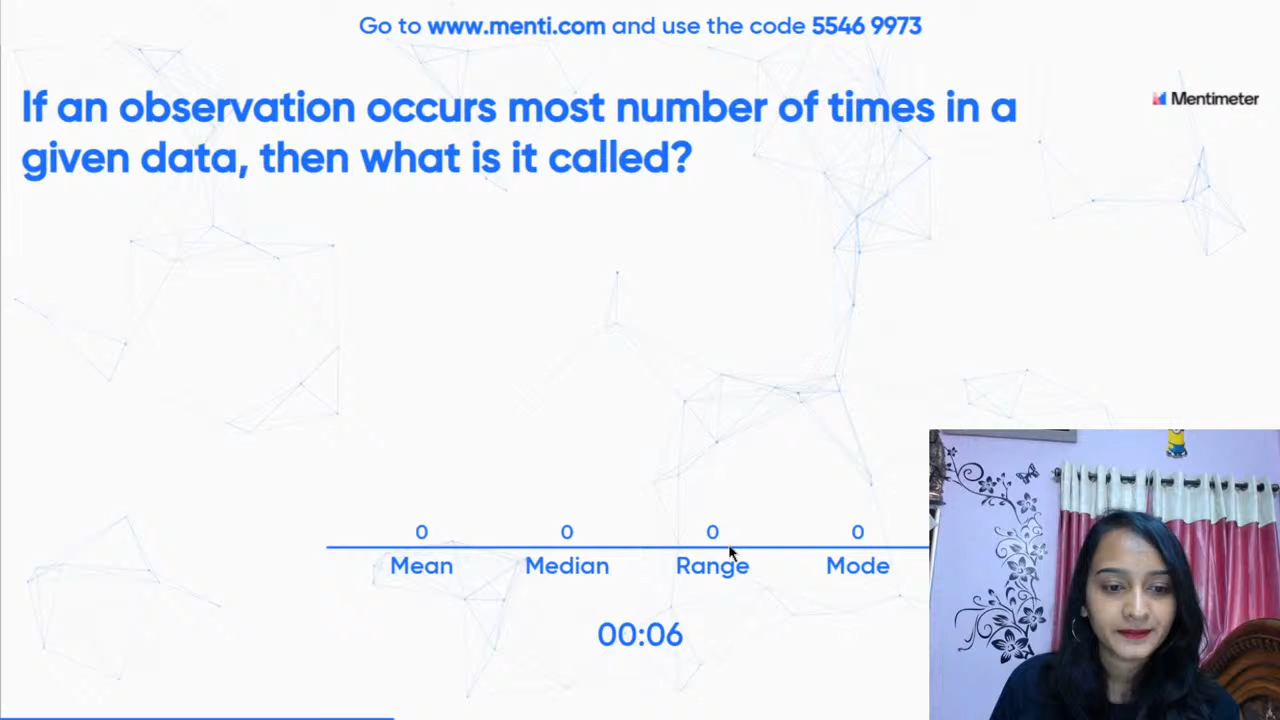 Go to www.menti.com and use the code 5546 9973
If an observation occurs most number of times in a
given data, then what is it called?
Mentimeter
0 0 0 0
Mean Median Range Mode
00:06